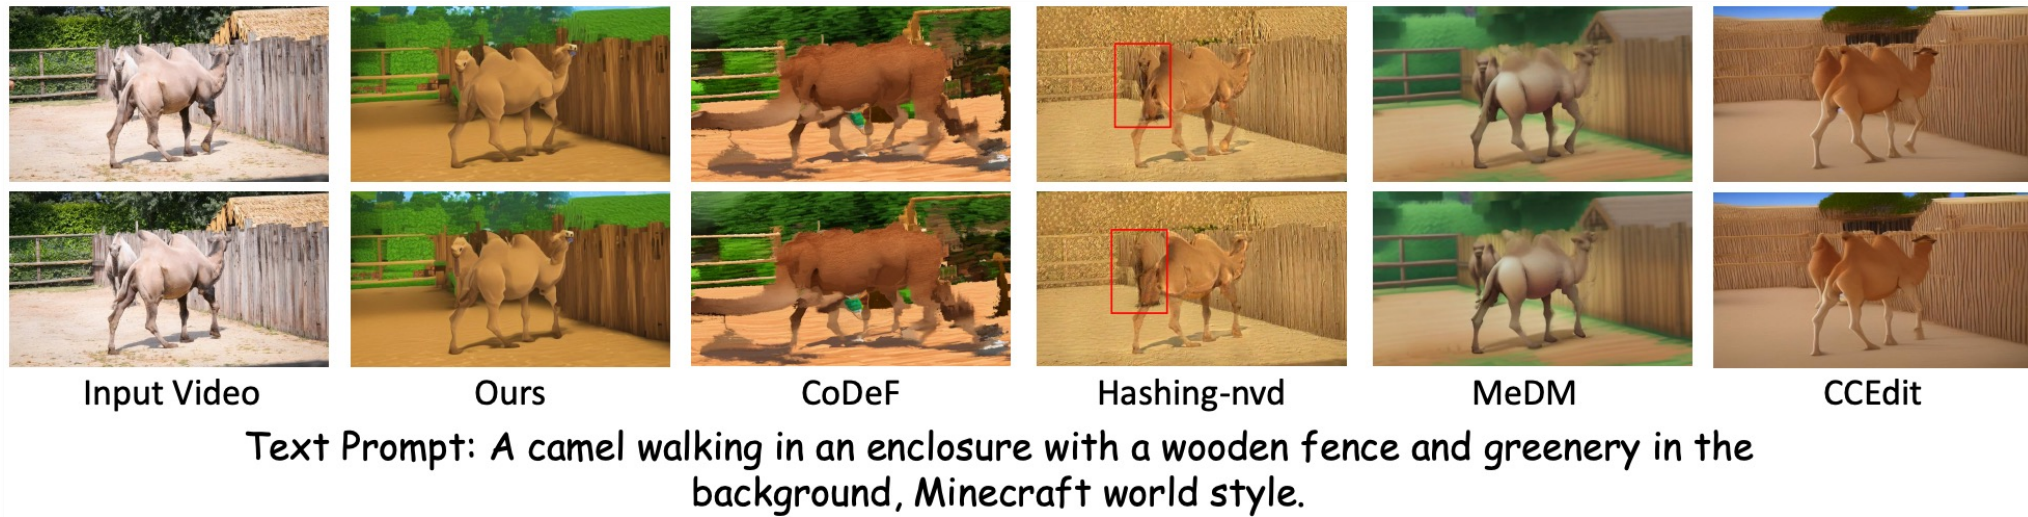 Input Video
Ours
CoDeF
Hashing-nvd
MeDM
CCEdit
Text Prompt: A camel walking in an enclosure with a wooden fence and greenery in the
background, Minecraft world style.